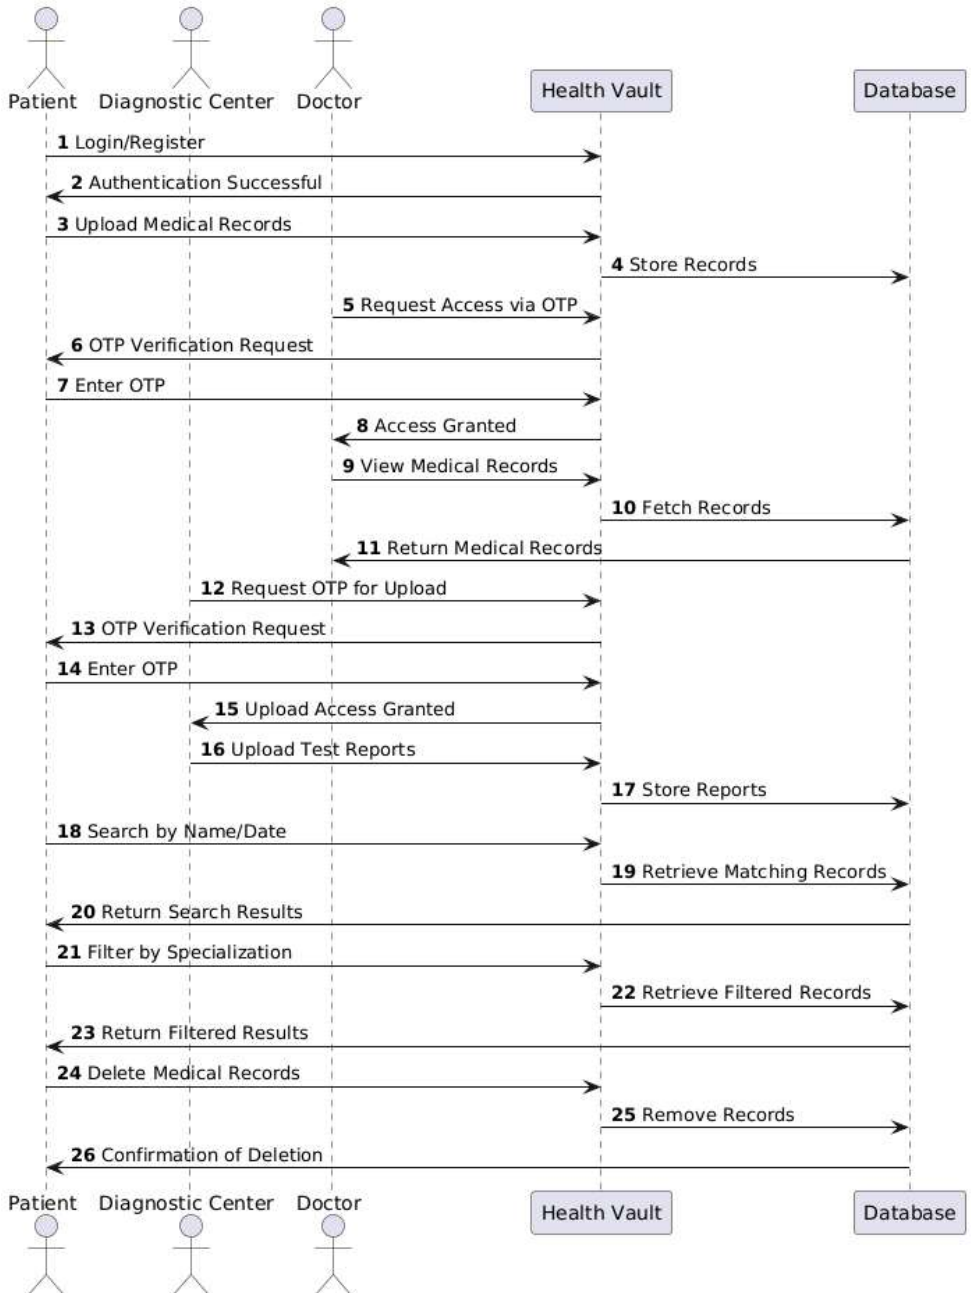 Patient Diagnostic Center Doctor Health Vault Database
1 Login/Register
2 Authentication Successful
3 Upload Medical Records
4 Store Records
5 Request Access via OTP
6 OTP Verification Request
7 Enter OTP
8 Access Granted
9 View Medical Records
10 Fetch Records
11 Return Medical Records
12 Request OTP for Upload
13 OTP Verification Request
14 Enter OTP
15 Upload Access Granted
16 Upload Test Reports
17 Store Reports
18 Search by Name/Date
19 Retrieve Matching Records
20 Return Search Results
21 Filter by Specialization
22 Retrieve Filtered Records
23 Return Filtered Results
24 Delete Medical Records
25 Remove Records
26 Confirmation of Deletion
Patient Diagnostic Center Doctor Health Vault Database